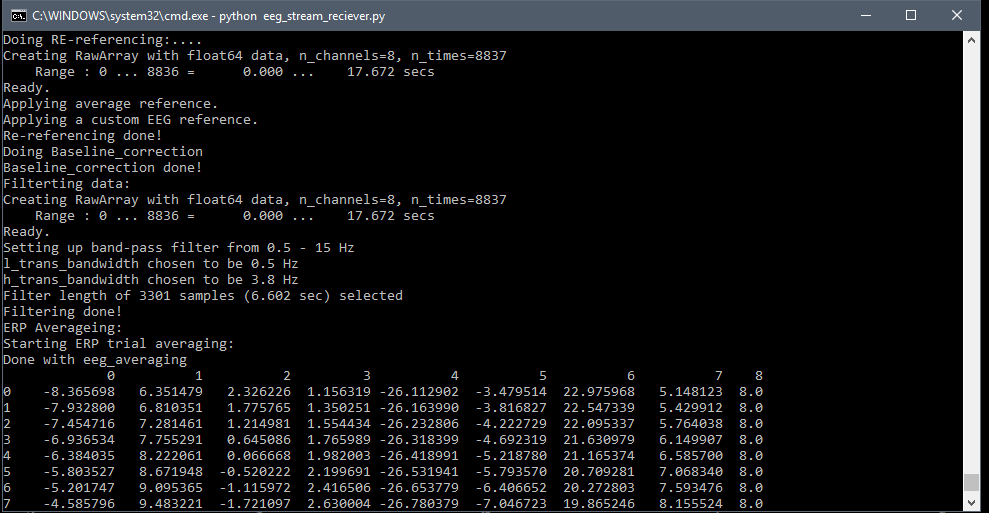 C:\WINDOWS\system32\cmd.exe - python  eeg_stream_reciever.py
Doing RE-referencing:....
Creating RawArray with float64 data, n_channels=8, n_times=8837
    Range : 0 ... 8836 =      0.000 ...    17.672 secs
Ready.
Applying average reference.
Applying a custom EEG reference.
Re-referencing done!
Doing Baseline_correction
Baseline_correction done!
Filterting data:
Creating RawArray with float64 data, n_channels=8, n_times=8837
    Range : 0 ... 8836 =      0.000 ...    17.672 secs
Ready.
Setting up band-pass filter from 0.5 - 15 Hz
l_trans_bandwidth chosen to be 0.5 Hz
h_trans_bandwidth chosen to be 3.8 Hz
Filter length of 3301 samples (6.602 sec) selected
Filtering done!
ERP Averageing:
Starting ERP trial averaging:
Done with eeg_averaging
             0          1          2         3          4          5          6          7    8
0    -8.365698   6.351479   2.326226  1.156319 -26.112902  -3.479514  22.975968   5.148123  8.0
1    -7.932800   6.810351   1.775765  1.350251 -26.163990  -3.816827  22.547339   5.429912  8.0
2    -7.454716   7.281461   1.214981  1.554434 -26.232806  -4.222729  22.095337   5.764038  8.0
3    -6.936534   7.755291   0.645086  1.765989 -26.318399  -4.692319  21.630979   6.149907  8.0
4    -6.384035   8.222061   0.066668  1.982003 -26.418991  -5.218780  21.165374   6.585700  8.0
5    -5.803527   8.671948  -0.520222  2.199691 -26.531941  -5.793570  20.709281   7.068340  8.0
6    -5.201747   9.095365  -1.115972  2.416506 -26.653779  -6.406652  20.272803   7.593476  8.0
7    -4.585796   9.483221  -1.721097  2.630004 -26.780379  -7.046723  19.865246   8.155524  8.0